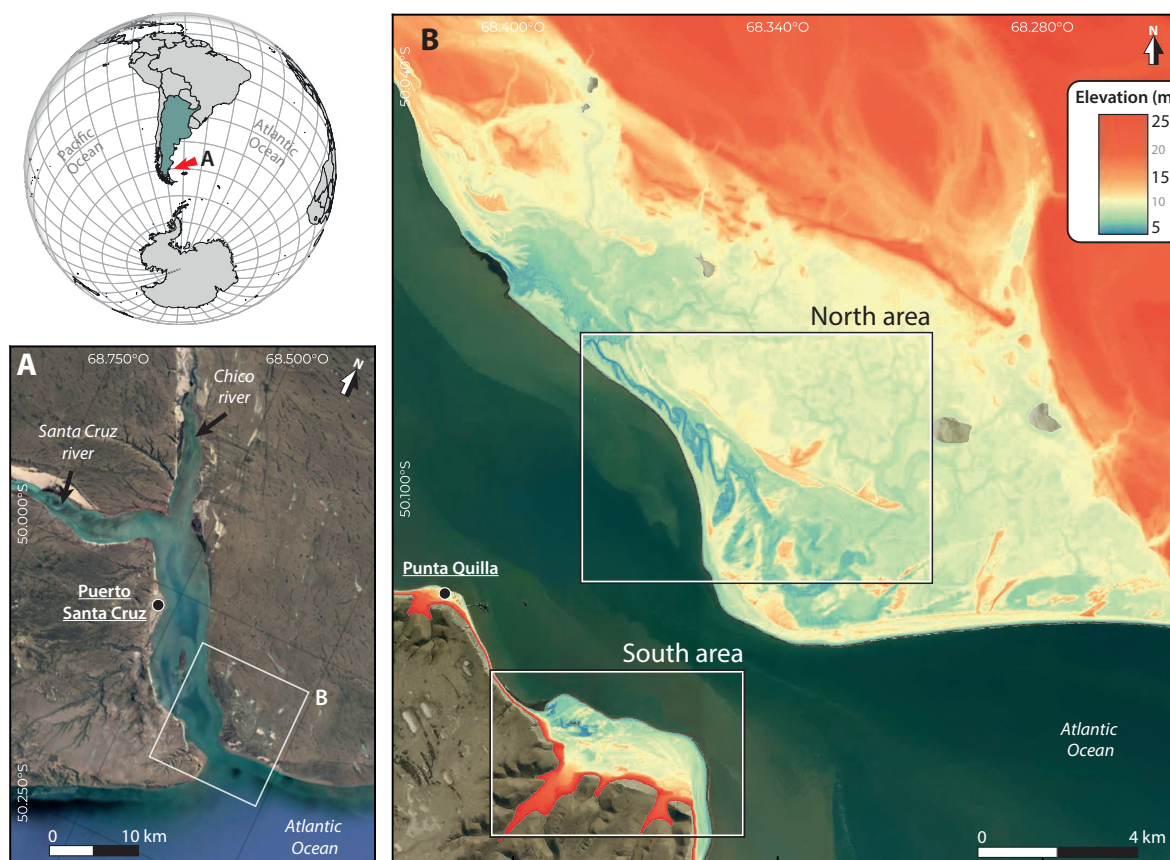 Pacific
Ocean
Atlantic
Ocean
A
A
68.750°O
68.500°O
N
Chico
river
Santa Cruz
river
50.000°S
Puerto
Santa Cruz
B
50.250°S
0
10 km
Atlantic
Ocean
B
68.400°O
68.340°O
68.280°O
N
50.040°S
Elevation (m
25
20
15
10
5
North area
50.100°S
Punta Quilla
South area
Atlantic
Ocean
0
4 km